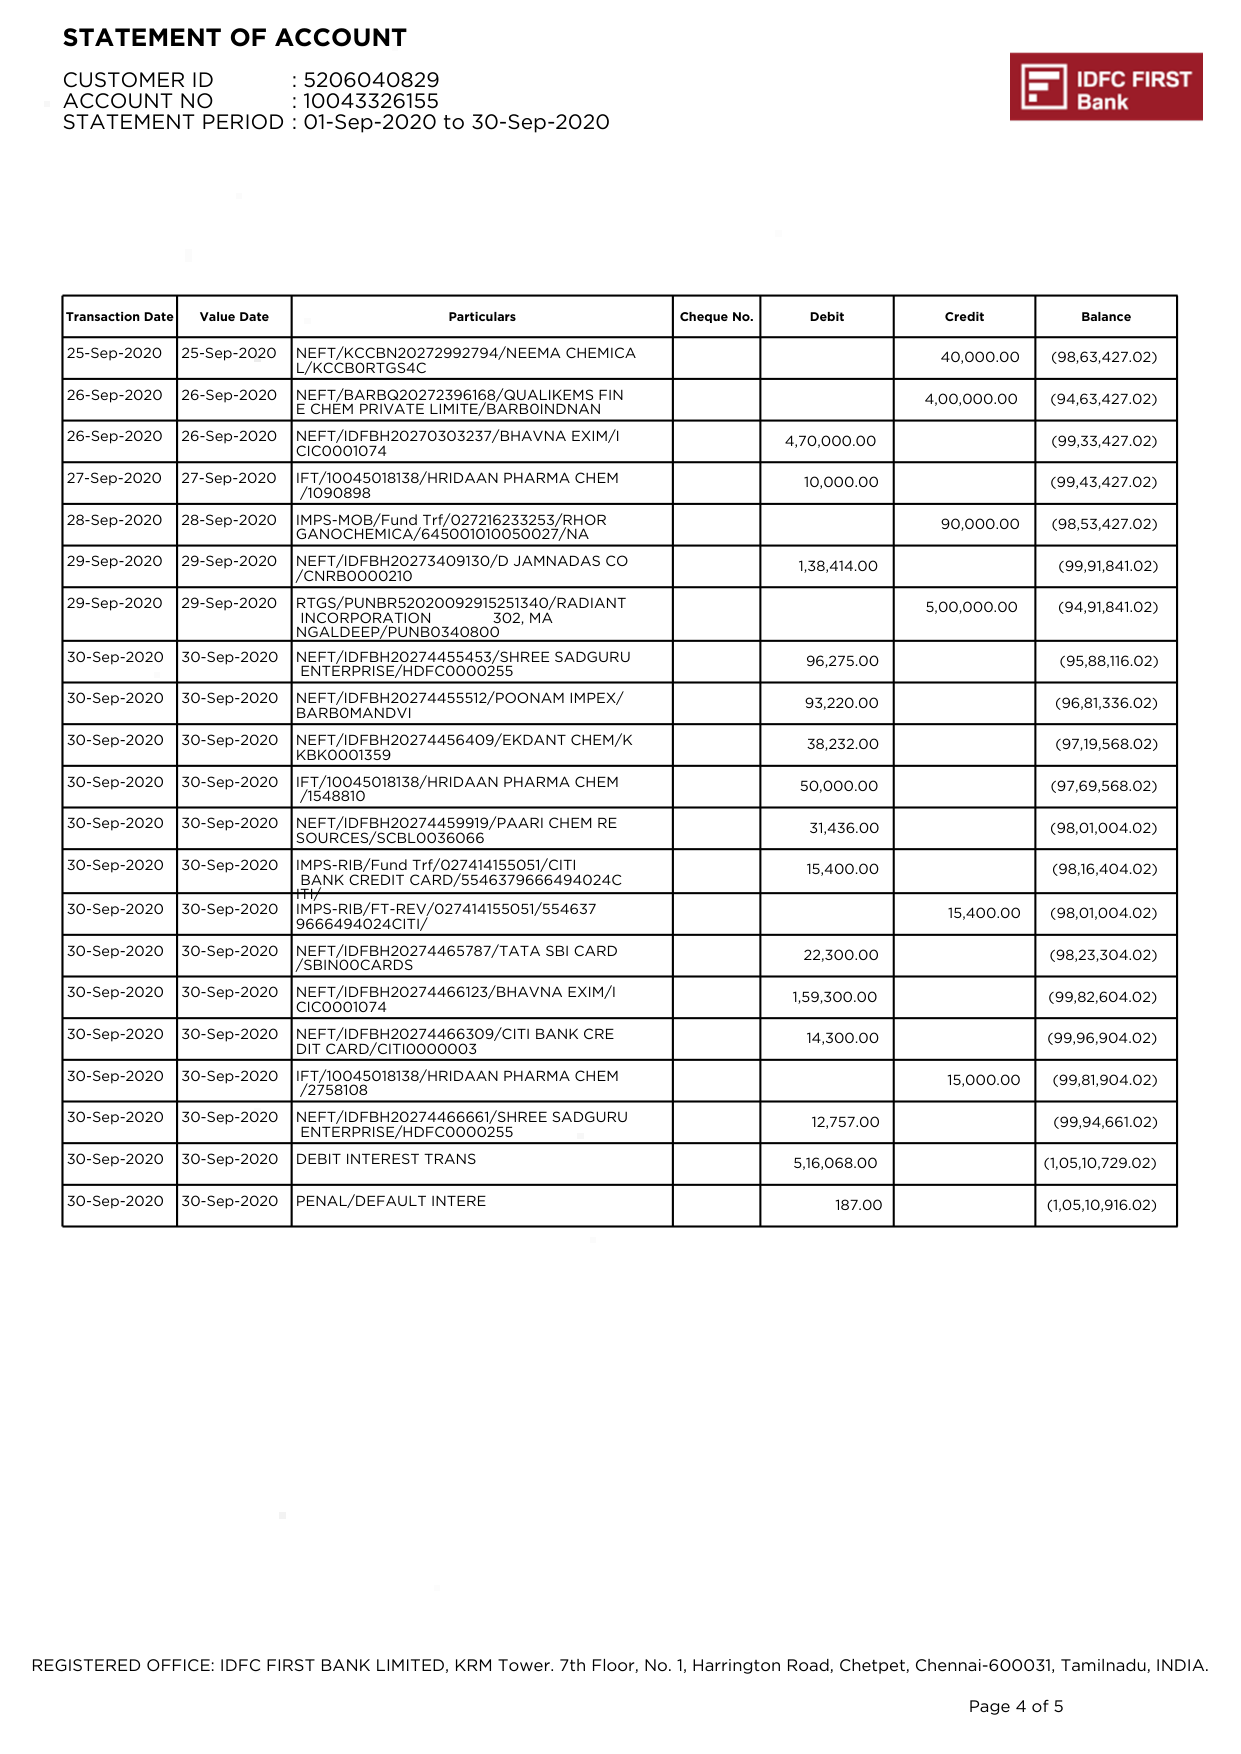 STATEMENT OF ACCOUNT
CUSTOMER ID : 5206040829
ACCOUNT NO : 10043326155
STATEMENT PERIOD : 01-Sep-2020 to 30-Sep-2020
IDFC FIRST
Bank
Transaction Date Value Date Particulars Cheque No. Debit Credit Balance
25-Sep-2020 25-Sep-2020 NEFT/KCCBN20272992794/NEEMA CHEMICA 40,000.00 (98,63,427.02)
L/KCCB0RTGS4C
26-Sep-2020 26-Sep-2020 NEFT/BARBQ20272396168/QUALIKEMS FIN 4,00,000.00 (94,63,427.02)
E CHEM PRIVATE LIMITE/BARB0INDNAN
26-Sep-2020 26-Sep-2020 NEFT/IDFBH20270303237/BHAVNA EXIM/I 4,70,000.00 (99,33,427.02)
CIC0001074
27-Sep-2020 27-Sep-2020 IFT/10045018138/HRIDAAN PHARMA CHEM 10,000.00 (99,43,427.02)
/1090898
28-Sep-2020 28-Sep-2020 IMPS-MOB/Fund Trf/027216233253/RHOR 90,000.00 (98,53,427.02)
GANOCHEMICA/645001010050027/NA
29-Sep-2020 29-Sep-2020 NEFT/IDFBH20273409130/D JAMNADAS CO 1,38,414.00 (99,91,841.02)
/CNRB0000210
29-Sep-2020 29-Sep-2020 RTGS/PUNBR52020092915251340/RADIANT 5,00,000.00 (94,91,841.02)
INCORPORATION 302, MA
NGALDEEP/PUNB0340800
30-Sep-2020 30-Sep-2020 NEFT/IDFBH20274455453/SHREE SADGURU 96,275.00 (95,88,116.02)
ENTERPRISE/HDFC0000255
30-Sep-2020 30-Sep-2020 NEFT/IDFBH20274455512/POONAM IMPEX/ 93,220.00 (96,81,336.02)
BARB0MANDVI
30-Sep-2020 30-Sep-2020 NEFT/IDFBH20274456409/EKDANT CHEM/K 38,232.00 (97,19,568.02)
KBK0001359
30-Sep-2020 30-Sep-2020 IFT/10045018138/HRIDAAN PHARMA CHEM 50,000.00 (97,69,568.02)
/1548810
30-Sep-2020 30-Sep-2020 NEFT/IDFBH20274459919/PAARI CHEM RE 31,436.00 (98,01,004.02)
SOURCES/SCBL0036066
30-Sep-2020 30-Sep-2020 IMPS-RIB/Fund Trf/027414155051/CITI 15,400.00 (98,16,404.02)
BANK CREDIT CARD/5546379666494024C
ITI/
30-Sep-2020 30-Sep-2020 IMPS-RIB/FT-REV/027414155051/554637 15,400.00 (98,01,004.02)
9666494024CITI/
30-Sep-2020 30-Sep-2020 NEFT/IDFBH20274465787/TATA SBI CARD 22,300.00 (98,23,304.02)
/SBIN00CARDS
30-Sep-2020 30-Sep-2020 NEFT/IDFBH20274466123/BHAVNA EXIM/I 1,59,300.00 (99,82,604.02)
CIC0001074
30-Sep-2020 30-Sep-2020 NEFT/IDFBH20274466309/CITI BANK CRE 14,300.00 (99,96,904.02)
DIT CARD/CITI0000003
30-Sep-2020 30-Sep-2020 IFT/10045018138/HRIDAAN PHARMA CHEM 15,000.00 (99,81,904.02)
/2758108
30-Sep-2020 30-Sep-2020 NEFT/IDFBH20274466661/SHREE SADGURU 12,757.00 (99,94,661.02)
ENTERPRISE/HDFC0000255
30-Sep-2020 30-Sep-2020 DEBIT INTEREST TRANS 5,16,068.00 (1,05,10,729.02)
30-Sep-2020 30-Sep-2020 PENAL/DEFAULT INTERE 187.00 (1,05,10,916.02)
REGISTERED OFFICE: IDFC FIRST BANK LIMITED, KRM Tower. 7th Floor, No. 1, Harrington Road, Chetpet, Chennai-600031, Tamilnadu, INDIA.
Page 4 of 5